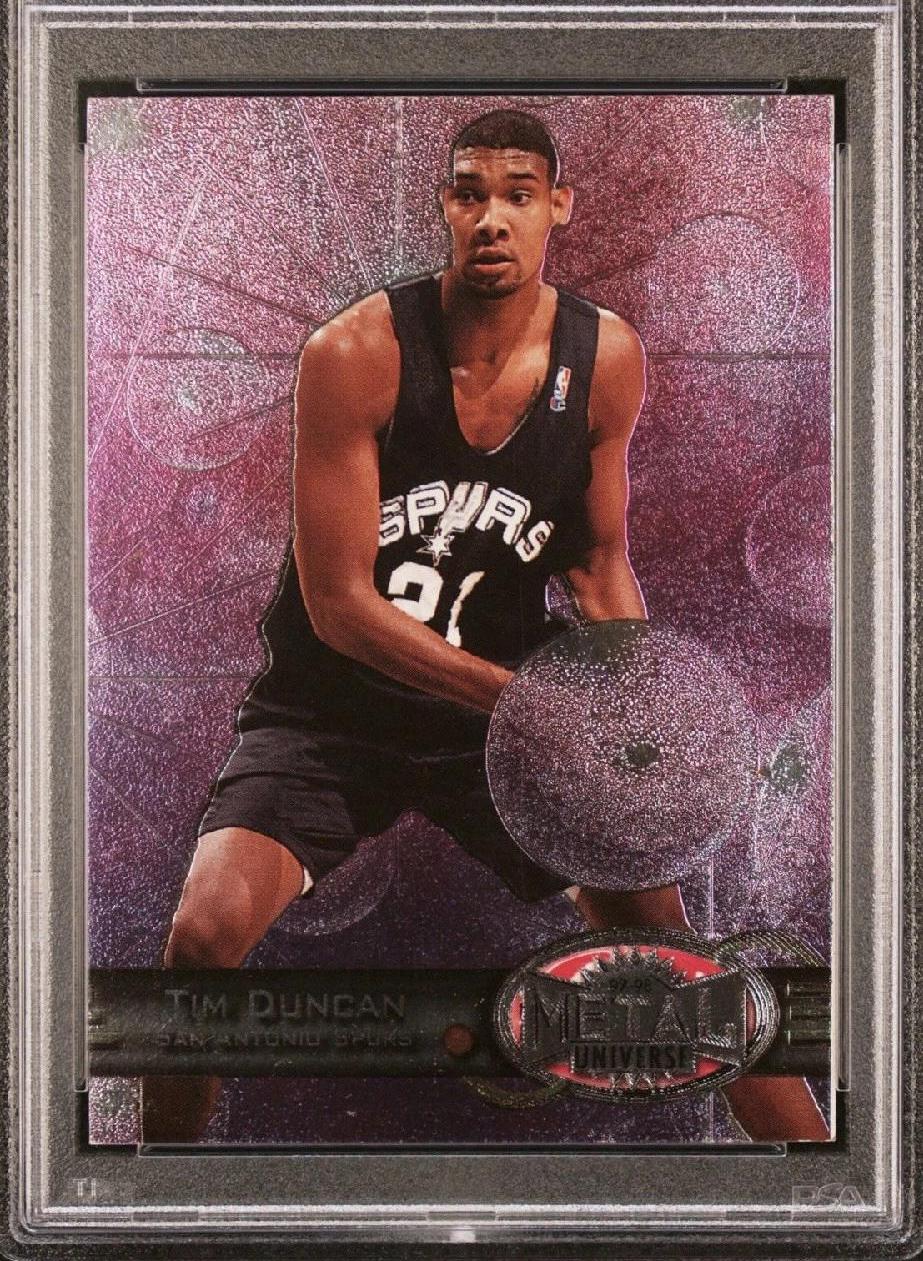 SPURS
21
TIM DUNCAN
SAN ANTONIO SPURS
97-98
METAL
UNIVERSE
PSA